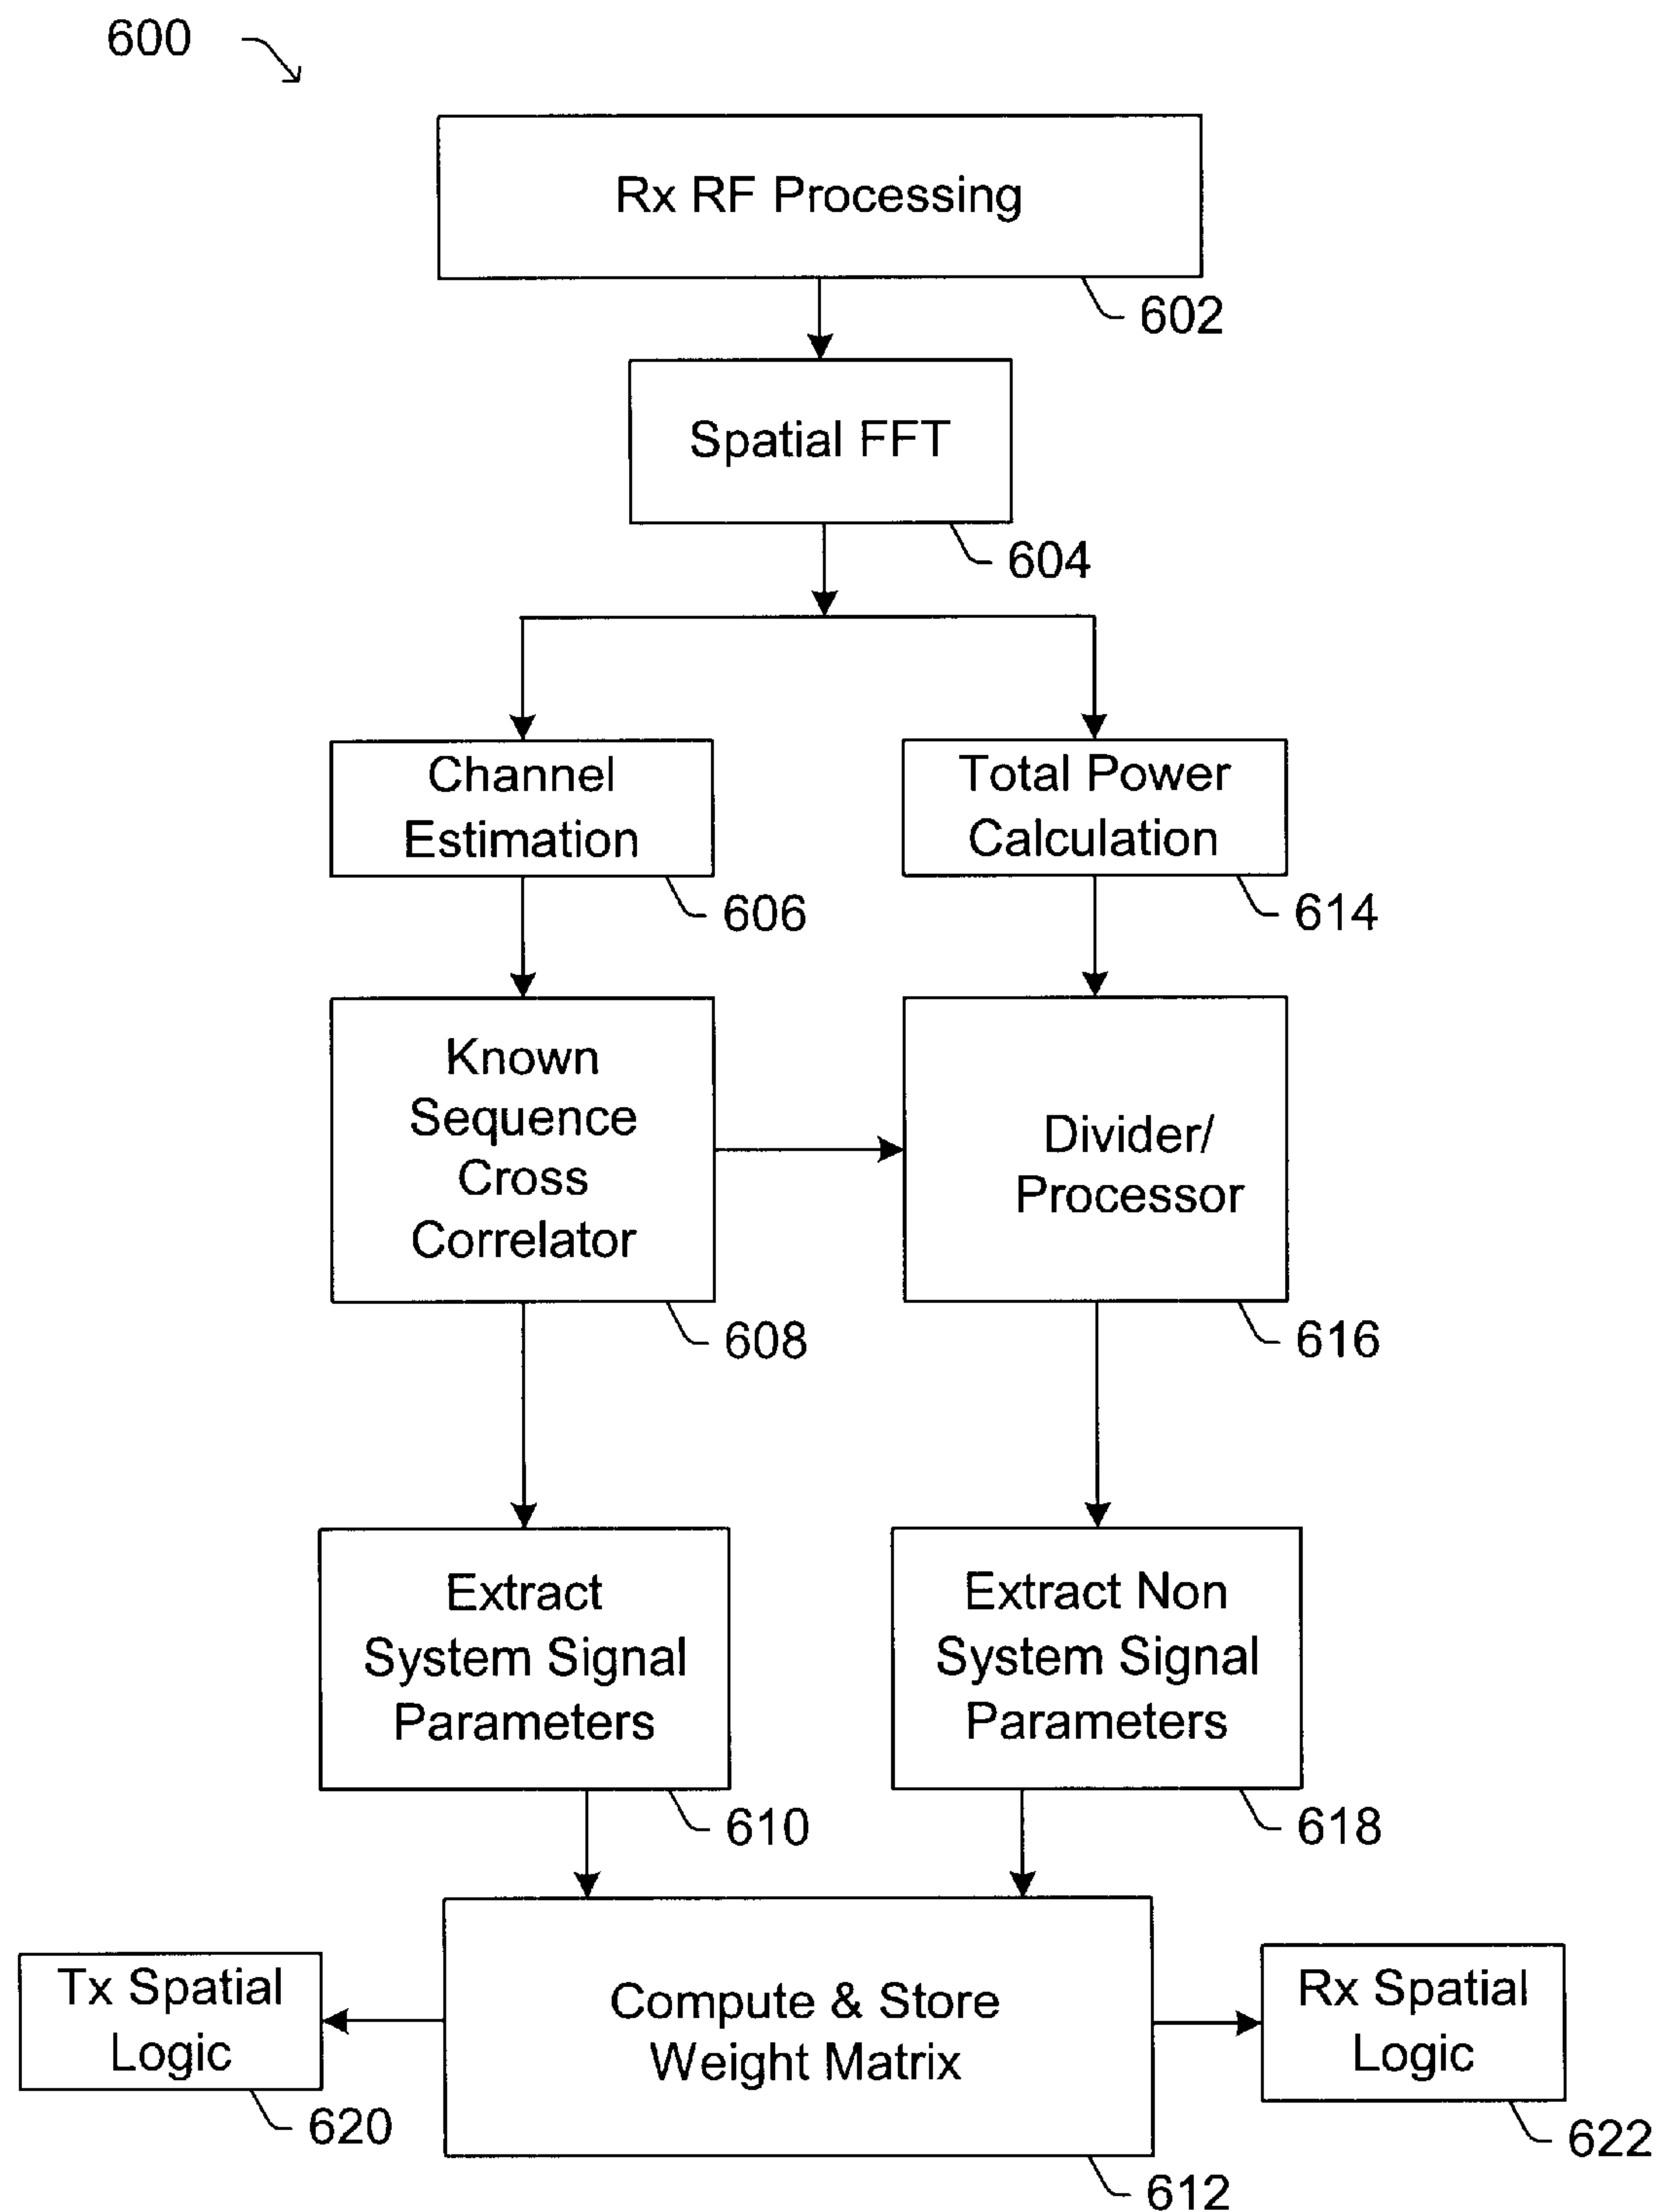 600
Rx RF Processing
602
Spatial FFT
604
Channel
Estimation
606
Total Power
Calculation
614
Known
Sequence
Cross
Correlator
608
Divider/
Processor
616
Extract
System Signal
Parameters
610
Extract Non
System Signal
Parameters
618
Tx Spatial
Logic
620
Compute & Store
Weight Matrix
612
Rx Spatial
Logic
622